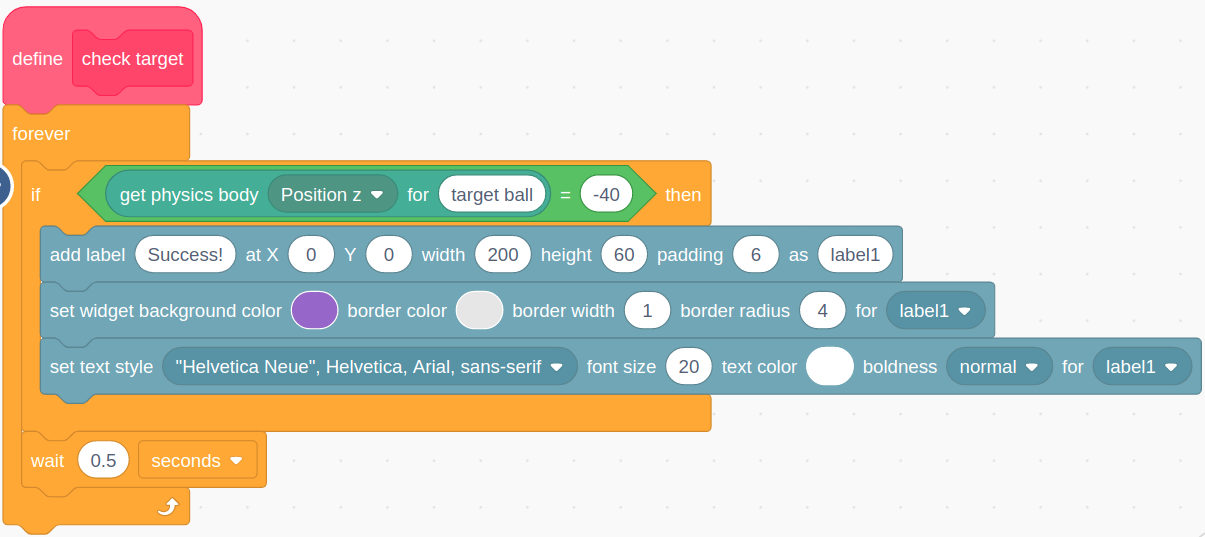 define check target
forever
if get physics body Position z for target ball = -40 then
add label Success! at X 0 Y 0 width 200 height 60 padding 6 as label1
set widget background color border color border width 1 border radius 4 for label1
set text style "Helvetica Neue", Helvetica, Arial, sans-serif font size 20 text color boldness normal for label1
wait 0.5 seconds